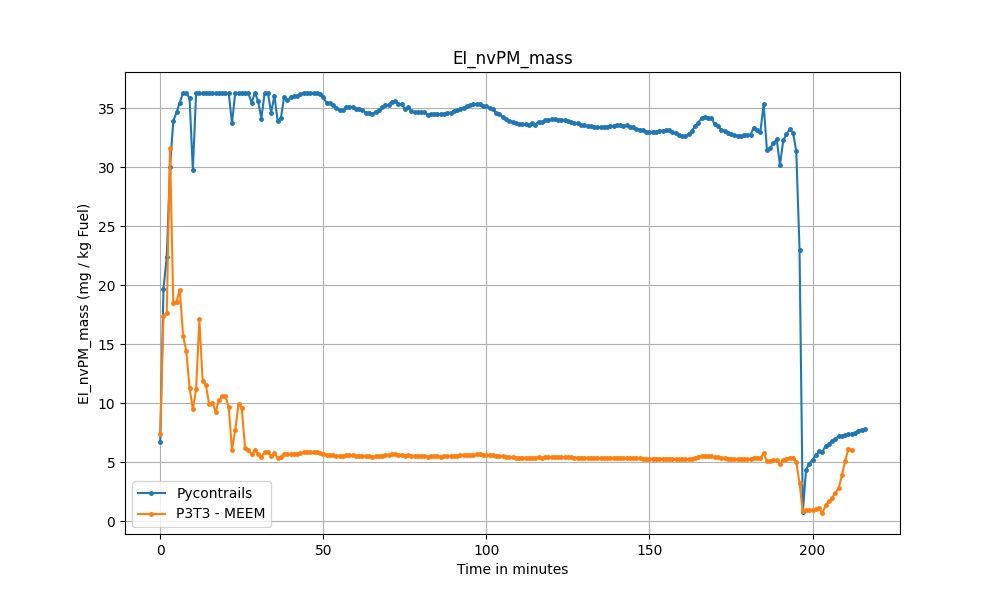 EI_nvPM_mass
EI_nvPM_mass (mg / kg Fuel)
35
30
25
20
15
10
5
0
Pycontrails
P3T3 - MEEM
0 50 100 150 200
Time in minutes